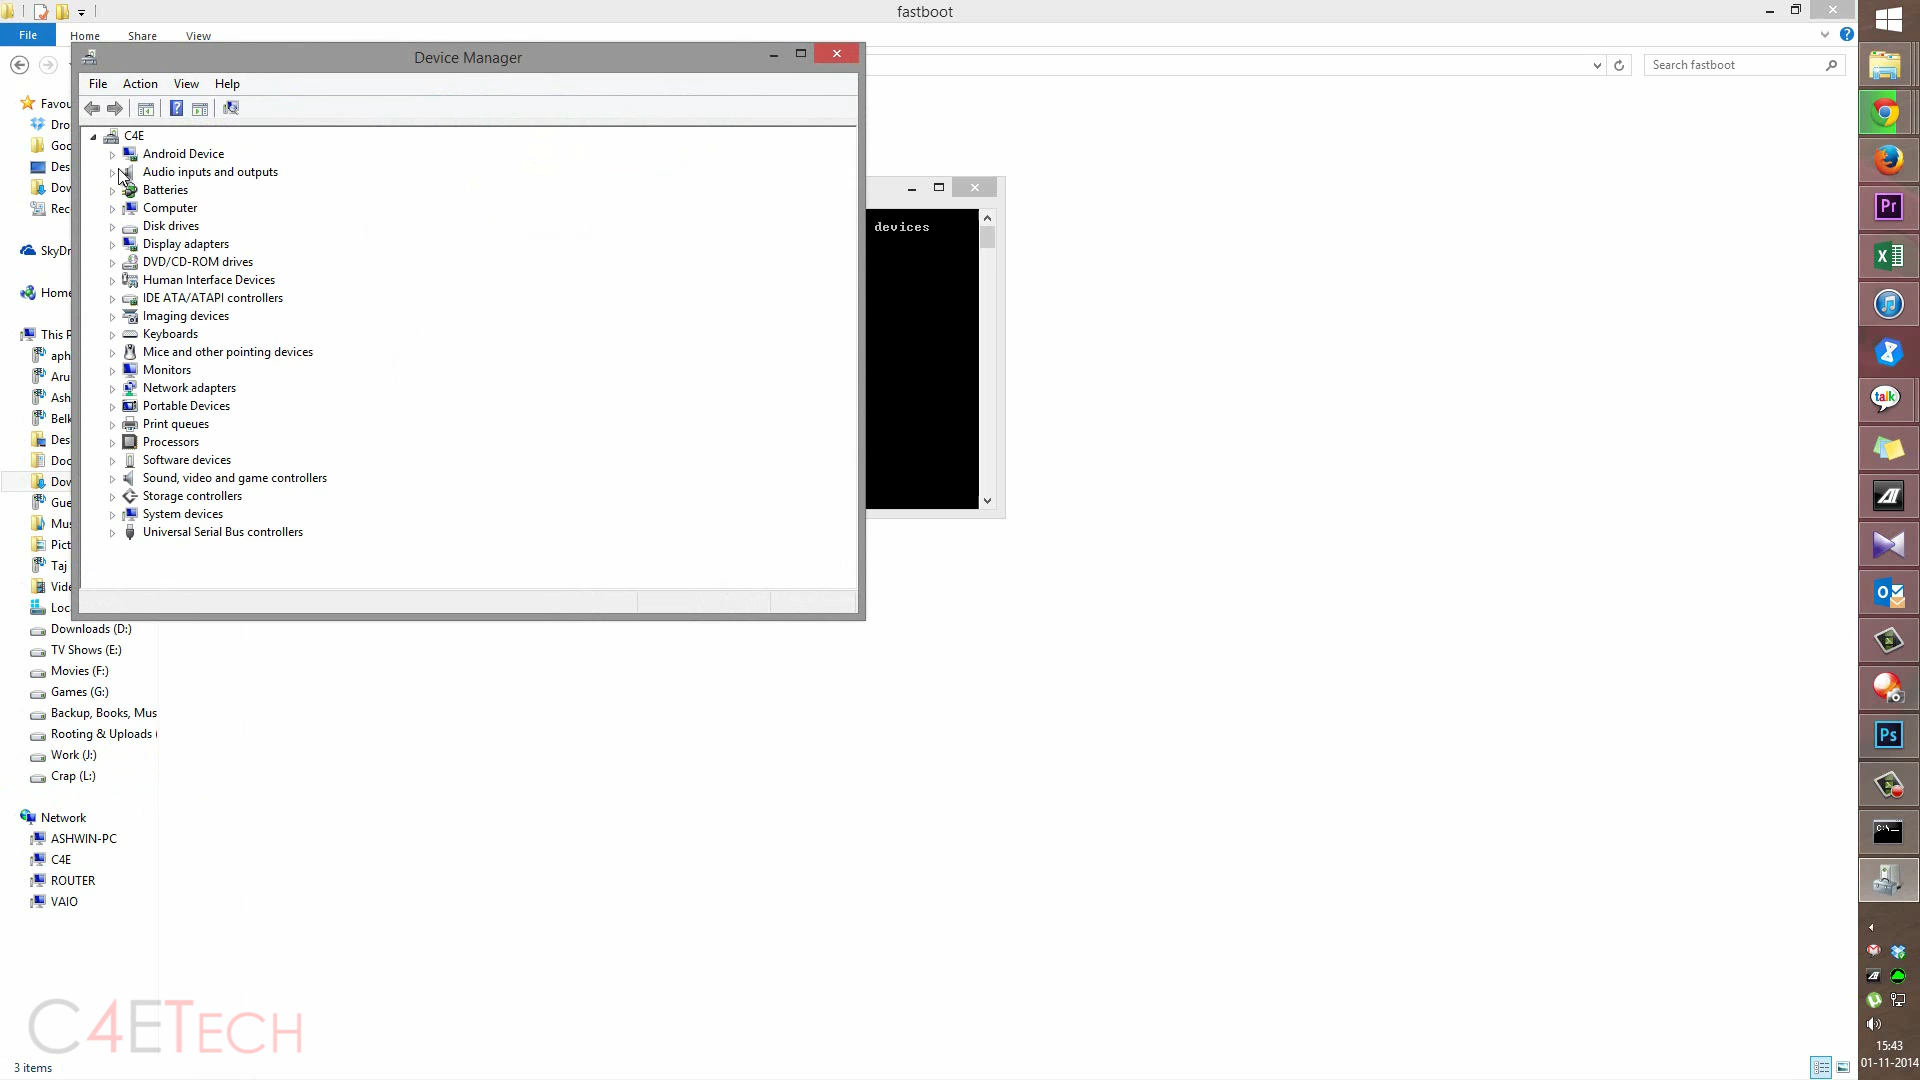 fastboot
File
Home
Share
View
Search fastboot
Device Manager
File
Action
View
Help
C4E
Android Device
Audio inputs and outputs
Batteries
Computer
Disk drives
Display adapters
DVD/CD-ROM drives
Human Interface Devices
IDE ATA/ATAPI controllers
Imaging devices
Keyboards
Mice and other pointing devices
Monitors
Network adapters
Portable Devices
Print queues
Processors
Software devices
Sound, video and game controllers
Storage controllers
System devices
Universal Serial Bus controllers
devices
Favou
Dro
Goo
Des
Dow
Rec
SkyDr
Home
This P
aph
Aru
Ash
Belk
Des
Doc
Dow
Gue
Mus
Pict
Taj
Vide
Loca
Downloads (D:)
TV Shows (E:)
Movies (F:)
Games (G:)
Backup, Books, Mus
Rooting & Uploads (
Work (J:)
Crap (L:)
Network
ASHWIN-PC
C4E
ROUTER
VAIO
C4ETECH
3 items
Pr
talk
Ps
15:43
01-11-2014